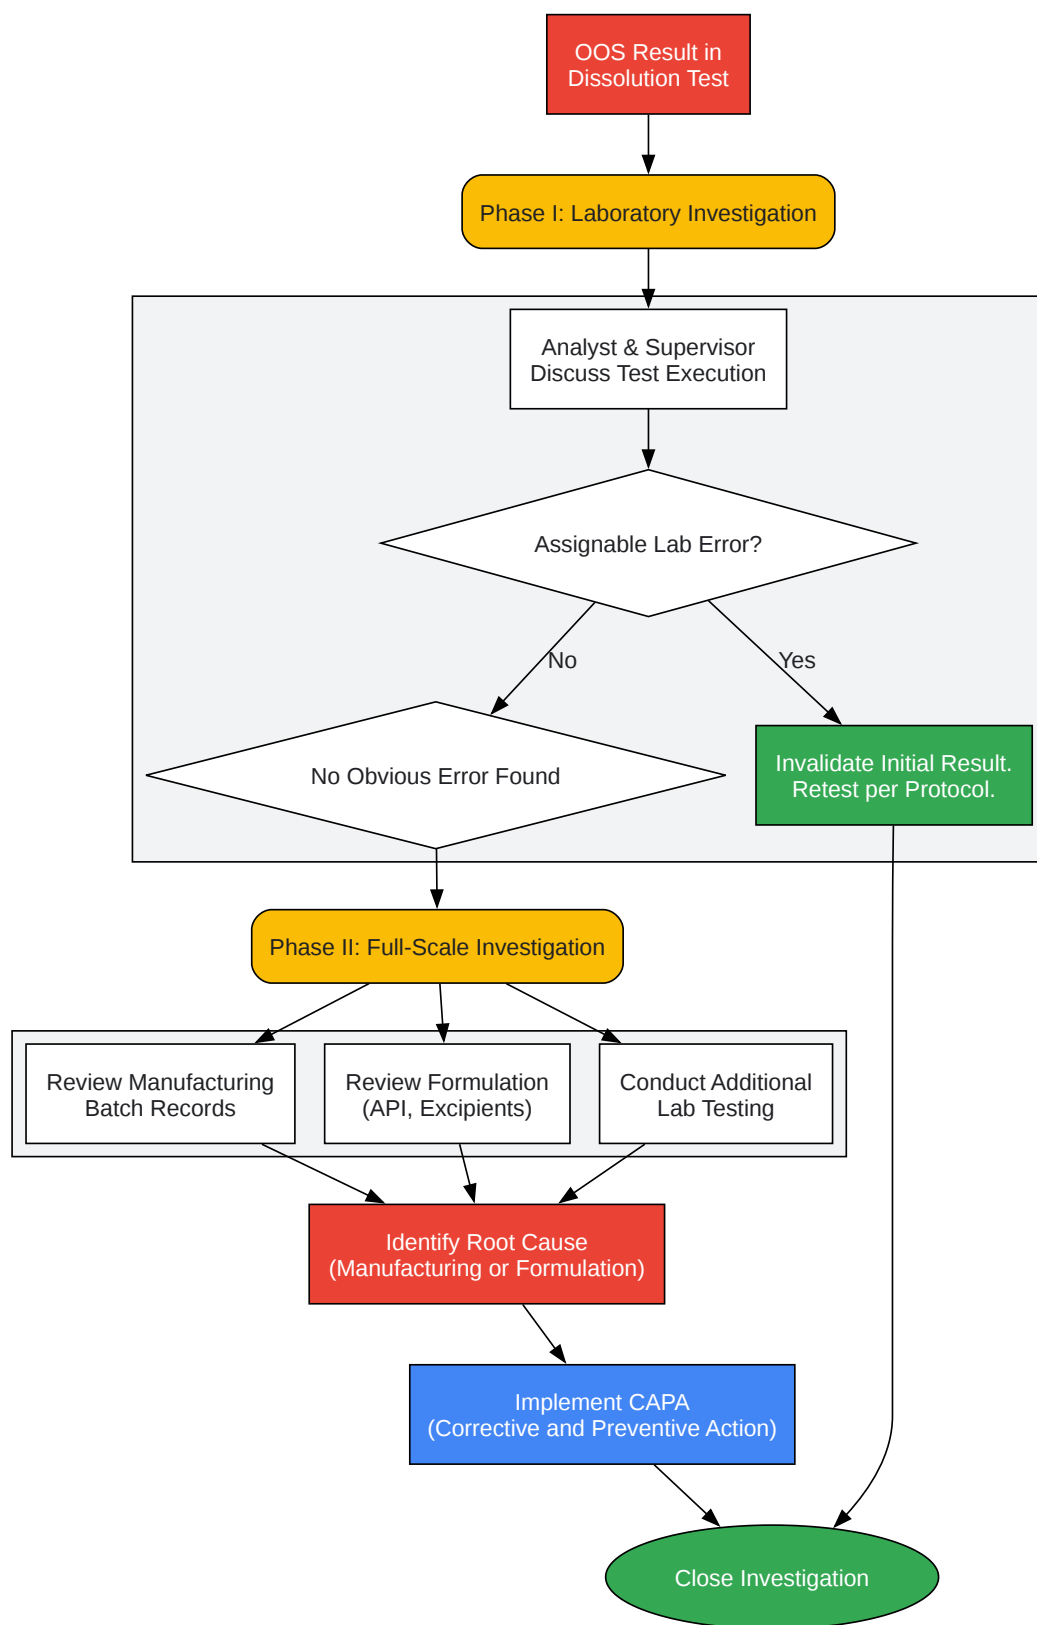 OOS Result in
Dissolution Test
Phase I: Laboratory Investigation
Analyst & Supervisor
Discuss Test Execution
Assignable Lab Error?
No
Yes
No Obvious Error Found
Invalidate Initial Result.
Retest per Protocol.
Phase II: Full-Scale Investigation
Review Manufacturing
Batch Records
Review Formulation
(API, Excipients)
Conduct Additional
Lab Testing
Identify Root Cause
(Manufacturing or Formulation)
Implement CAPA
(Corrective and Preventive Action)
Close Investigation